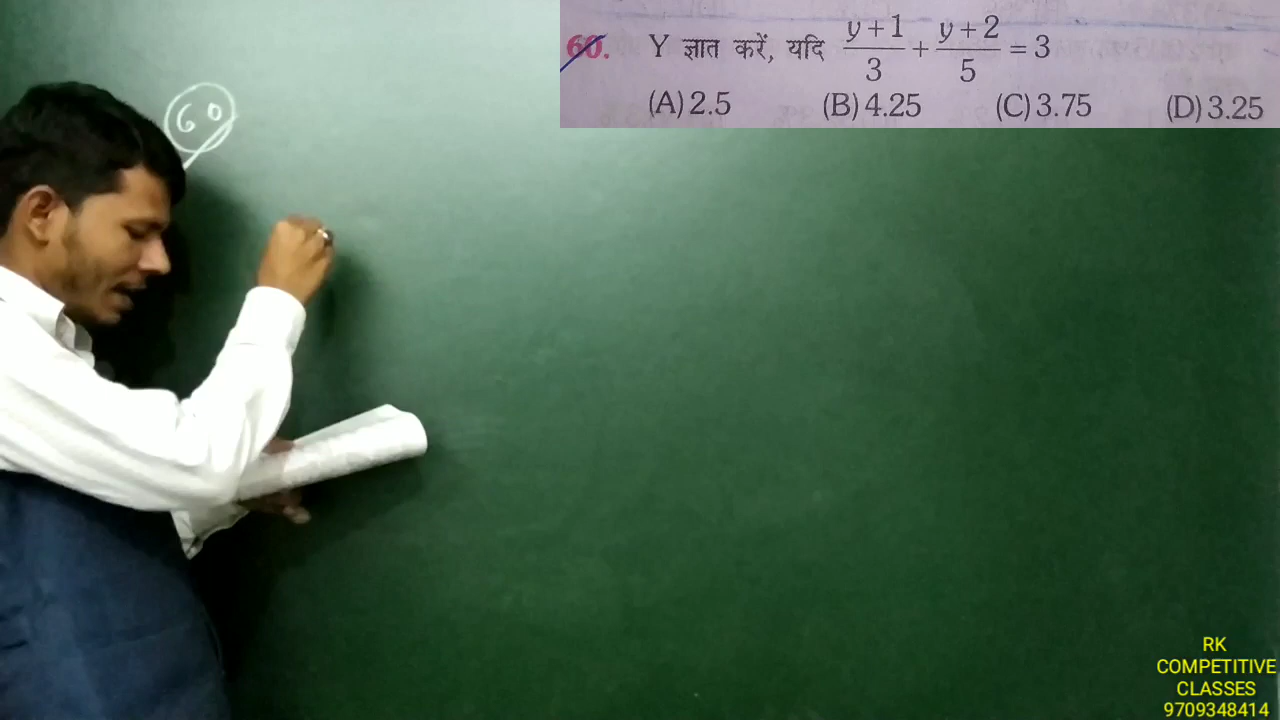 60. Y ज्ञात करें, यदि (y+1)/3 + (y+2)/5 = 3
(A) 2.5 (B) 4.25 (C) 3.75 (D) 3.25
60
RK
COMPETITIVE
CLASSES
9709348414